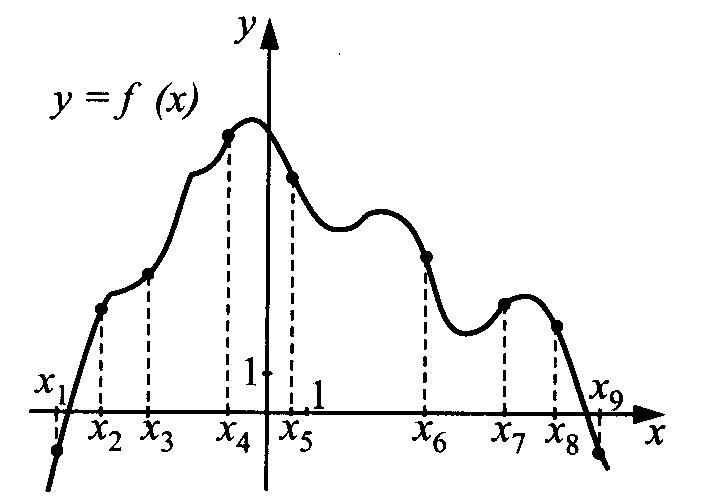 y
y = f (x)
1
x₁ 1 x₉
x₂ x₃ x₄ x₅ x₆ x₇ x₈ x